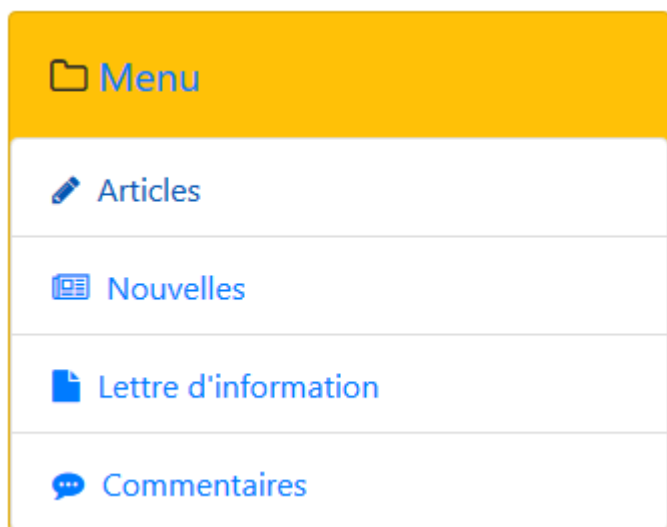 Menu
Articles
Nouvelles
Lettre d'information
Commentaires